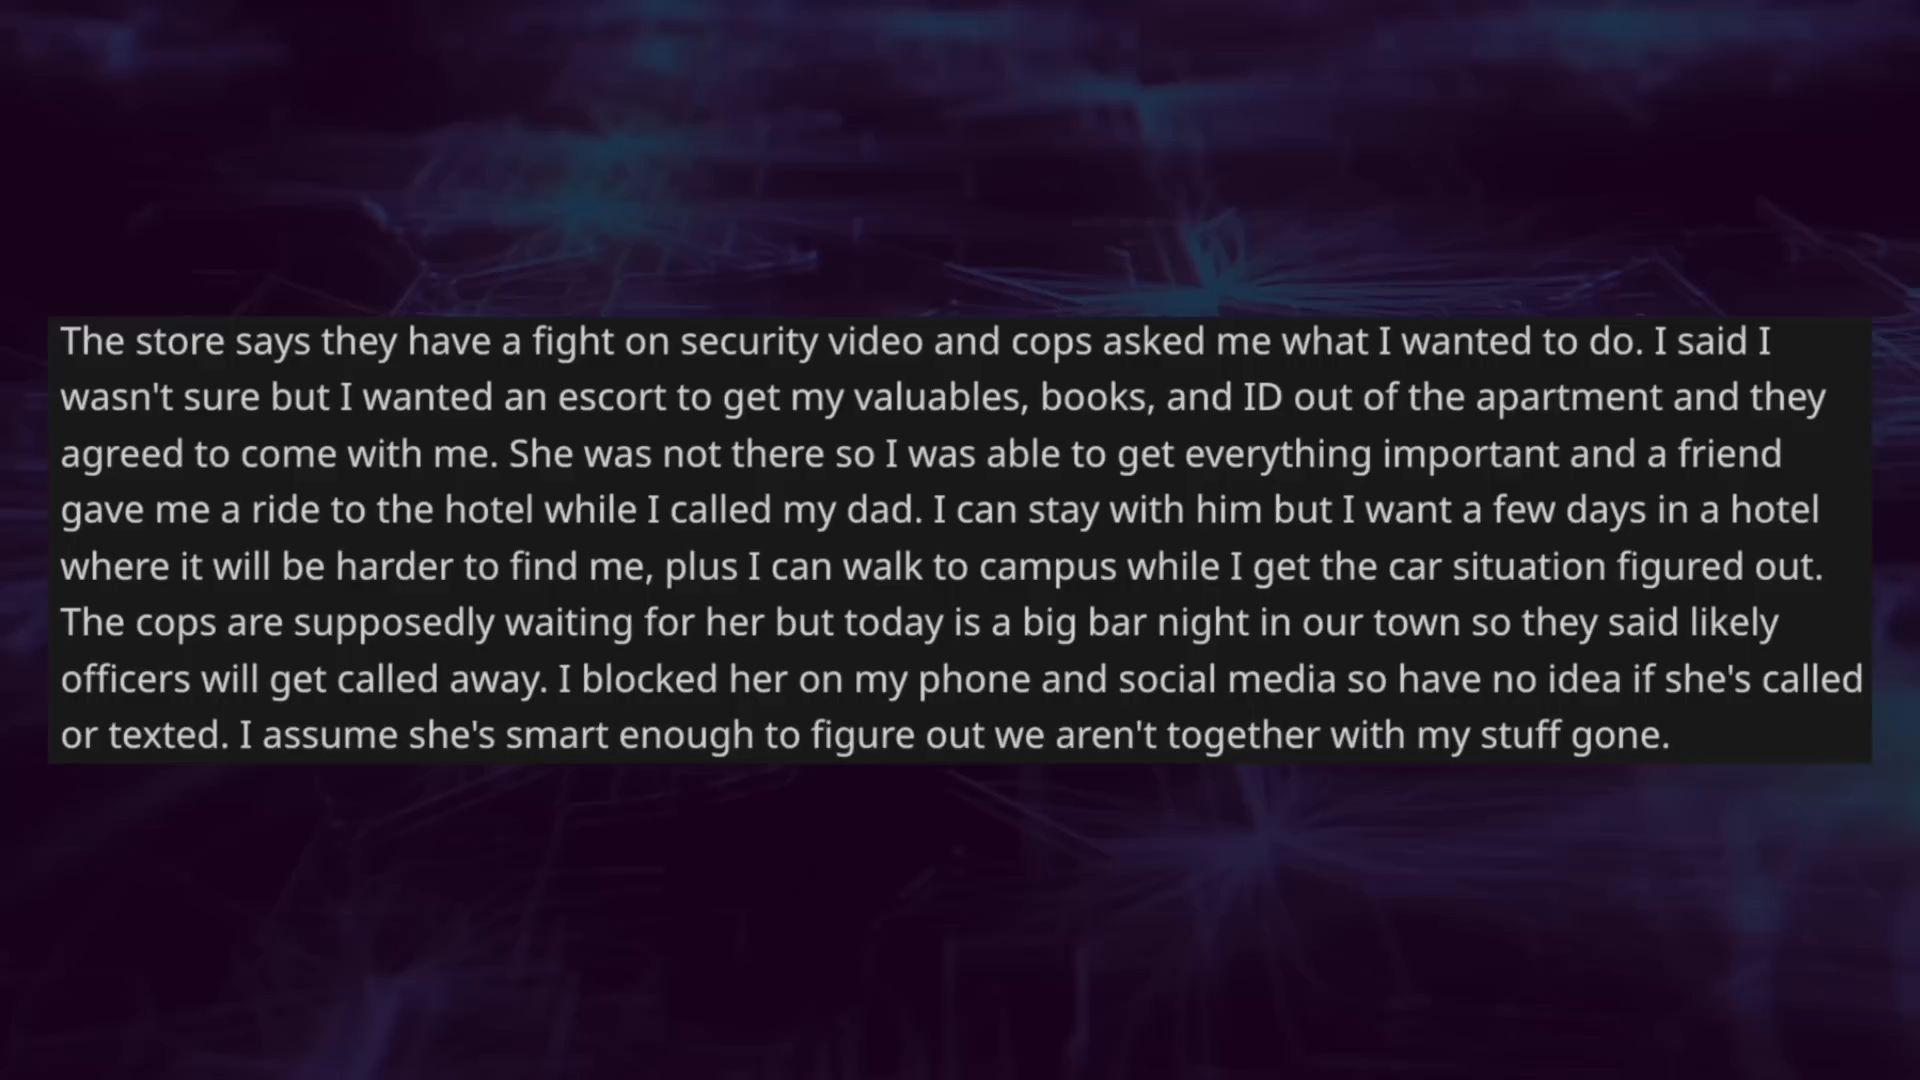 The store says they have a fight on security video and cops asked me what I wanted to do. I said I
wasn't sure but I wanted an escort to get my valuables, books, and ID out of the apartment and they
agreed to come with me. She was not there so I was able to get everything important and a friend
gave me a ride to the hotel while I called my dad. I can stay with him but I want a few days in a hotel
where it will be harder to find me, plus I can walk to campus while I get the car situation figured out.
The cops are supposedly waiting for her but today is a big bar night in our town so they said likely
officers will get called away. I blocked her on my phone and social media so have no idea if she's called
or texted. I assume she's smart enough to figure out we aren't together with my stuff gone.